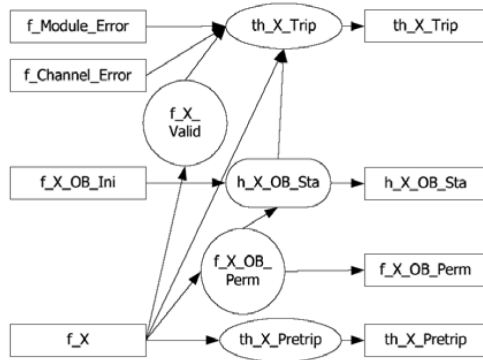 f_Module_Error
th_X_Trip
th_X_Trip
f_Channel_Error
f_X_
Valid
f_X_OB_Ini
h_X_OB_Sta
h_X_OB_Sta
f_X_OB_
Perm
f_X_OB_Perm
f_X
th_X_Pretrip
th_X_Pretrip